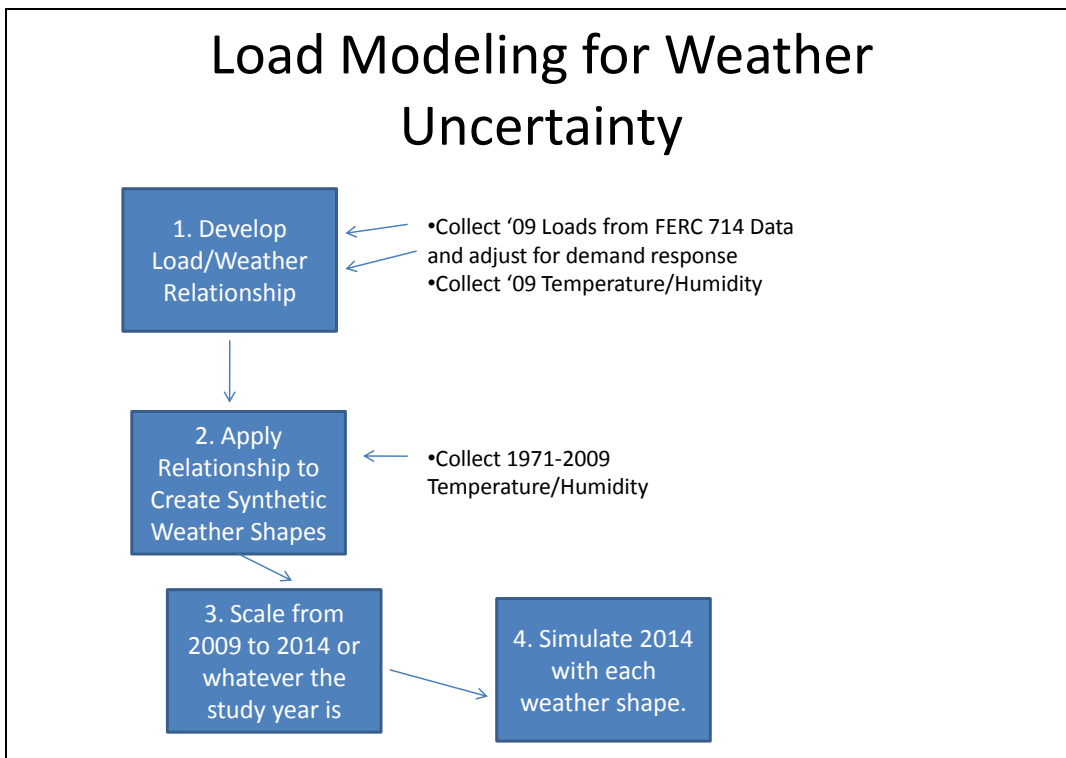 Load Modeling for Weather
Uncertainty
1. Develop
Load/Weather
Relationship
•Collect ‘09 Loads from FERC 714 Data
and adjust for demand response
•Collect ‘09 Temperature/Humidity
2. Apply
Relationship to
Create Synthetic
Weather Shapes
•Collect 1971-2009
Temperature/Humidity
3. Scale from
2009 to 2014 or
whatever the
study year is
4. Simulate 2014
with each
weather shape.